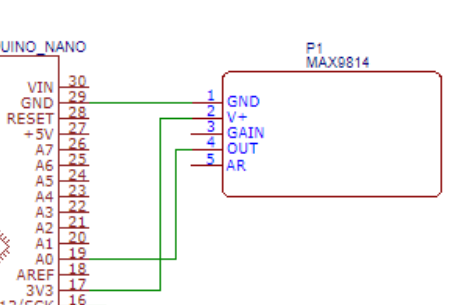 UINO_NANO
VIN 30
GND 29
RESET 28
+5V 27
A7 26
A6 25
A5 24
A4 23
A3 22
A2 21
A1 20
A0 19
AREF 18
3V3 17
16
P1
MAX9814
1 GND
2 V+
3 GAIN
4 OUT
5 AR